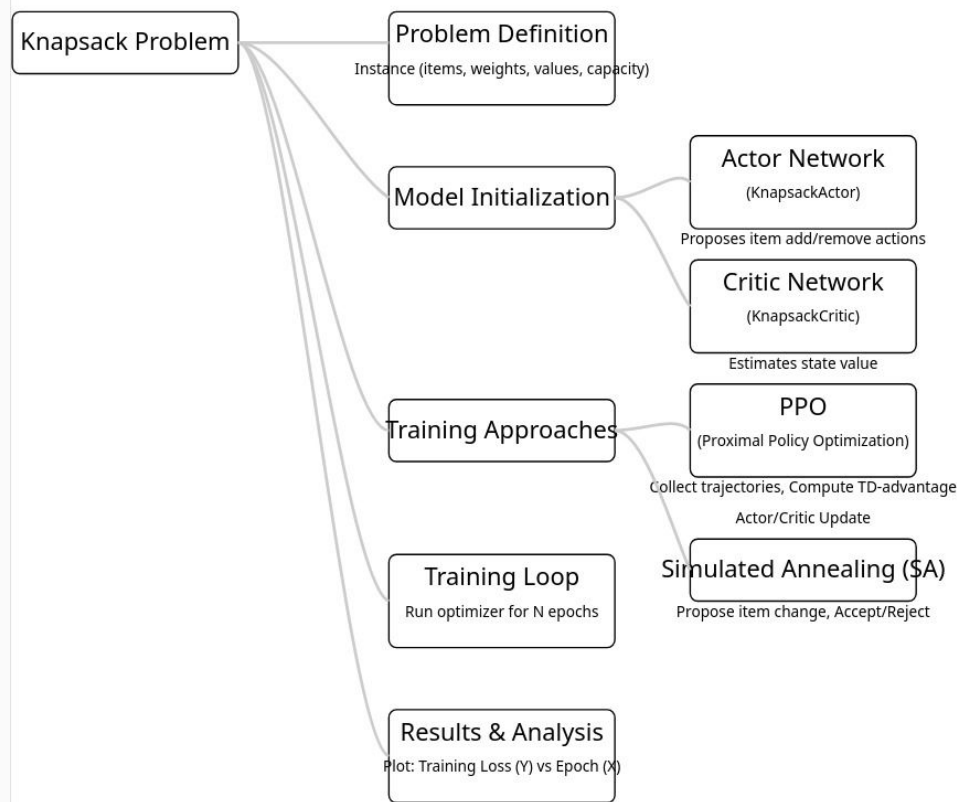 Knapsack Problem
Problem Definition
Instance (items, weights, values, capacity)
Model Initialization
Actor Network
(KnapsackActor)
Proposes item add/remove actions
Critic Network
(KnapsackCritic)
Estimates state value
Training Approaches
PPO
(Proximal Policy Optimization)
Collect trajectories, Compute TD-advantage
Actor/Critic Update
Simulated Annealing (SA)
Propose item change, Accept/Reject
Training Loop
Run optimizer for N epochs
Results & Analysis
Plot: Training Loss (Y) vs Epoch (X)